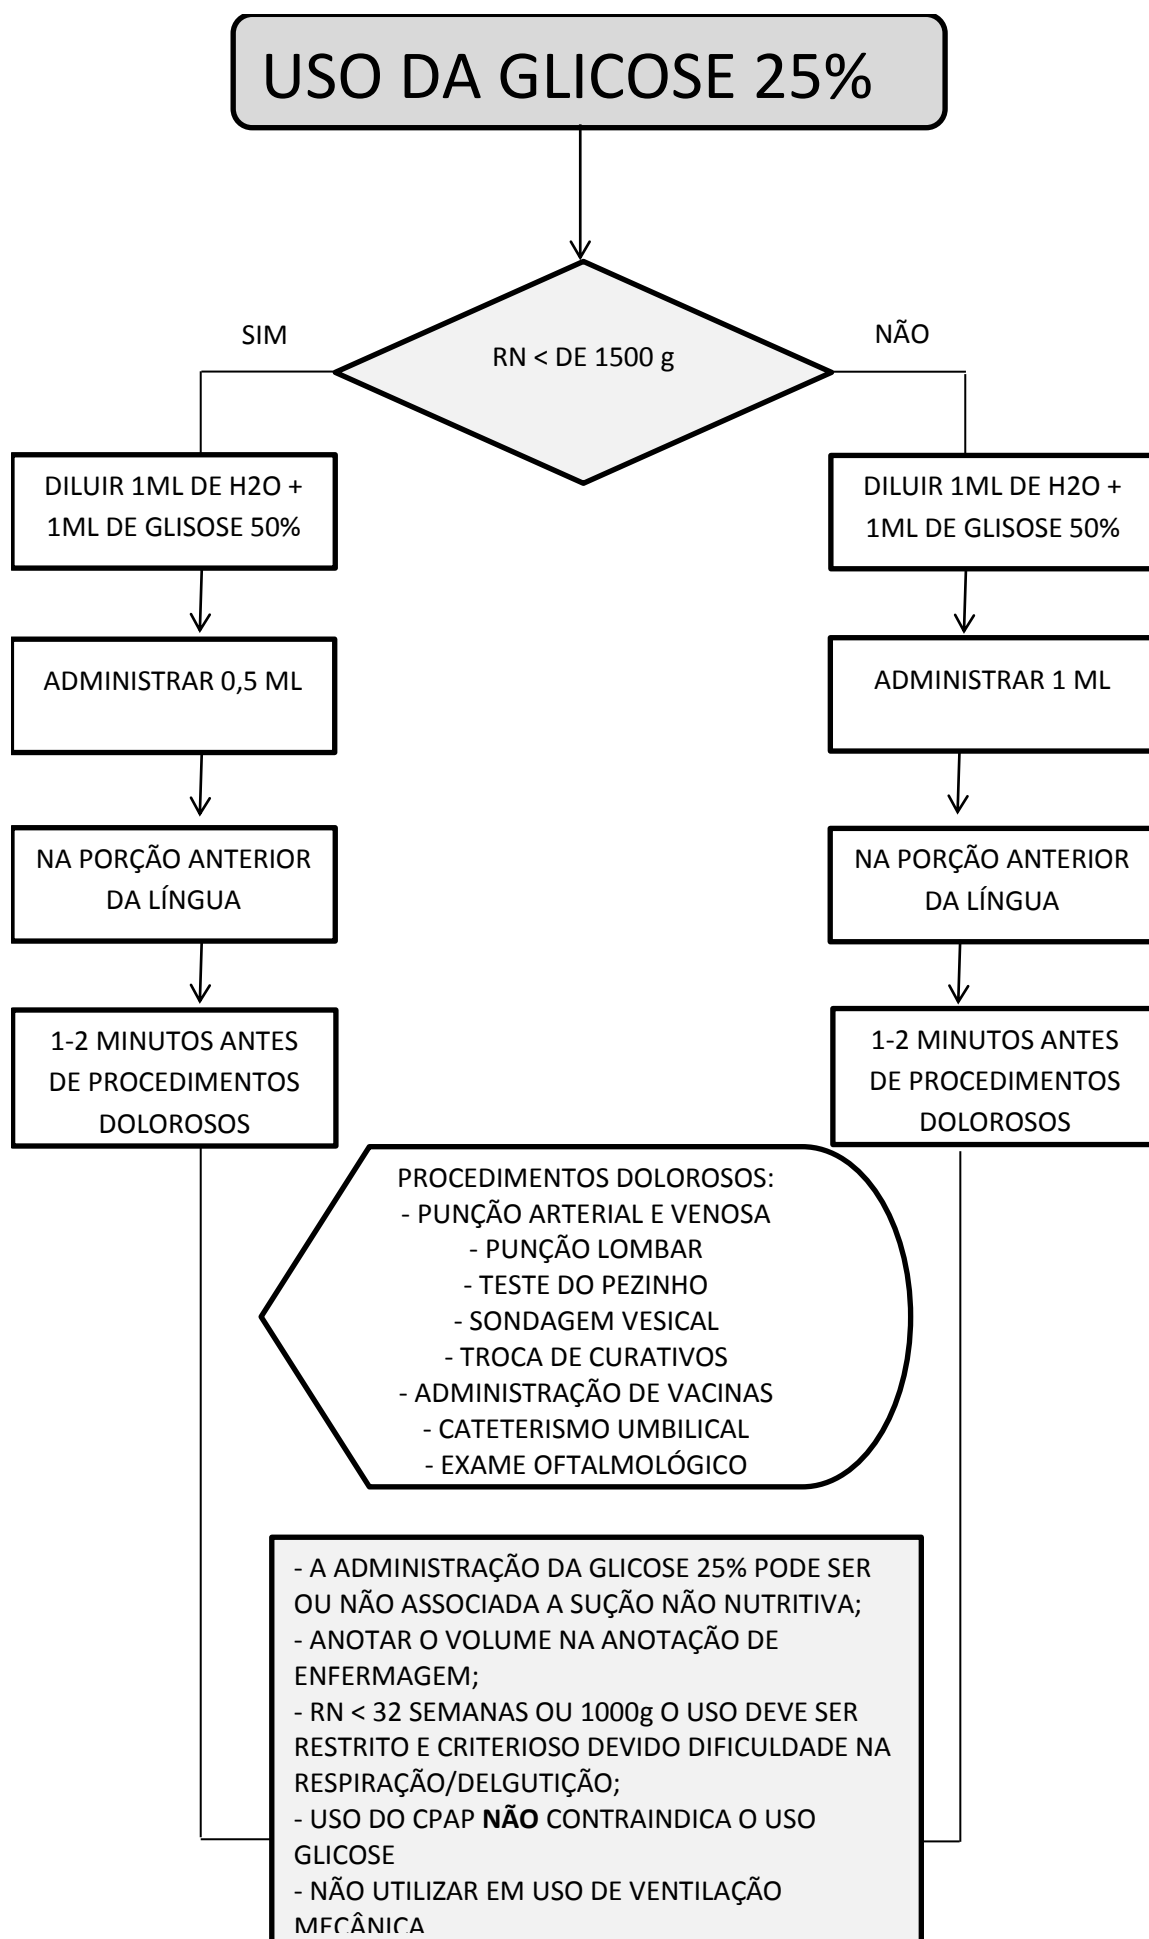 USO DA GLICOSE 25%
SIM
NÃO
RN < DE 1500 g
DILUIR 1ML DE H2O +
1ML DE GLISOSE 50%
DILUIR 1ML DE H2O +
1ML DE GLISOSE 50%
ADMINISTRAR 0,5 ML
ADMINISTRAR 1 ML
NA PORÇÃO ANTERIOR
DA LÍNGUA
NA PORÇÃO ANTERIOR
DA LÍNGUA
1-2 MINUTOS ANTES
DE PROCEDIMENTOS
DOLOROSOS
1-2 MINUTOS ANTES
DE PROCEDIMENTOS
DOLOROSOS
PROCEDIMENTOS DOLOROSOS:
- PUNÇÃO ARTERIAL E VENOSA
- PUNÇÃO LOMBAR
- TESTE DO PEZINHO
- SONDAGEM VESICAL
- TROCA DE CURATIVOS
- ADMINISTRAÇÃO DE VACINAS
- CATETERISMO UMBILICAL
- EXAME OFTALMOLÓGICO
- A ADMINISTRAÇÃO DA GLICOSE 25% PODE SER
OU NÃO ASSOCIADA A SUÇÃO NÃO NUTRITIVA;
- ANOTAR O VOLUME NA ANOTAÇÃO DE
ENFERMAGEM;
- RN < 32 SEMANAS OU 1000g O USO DEVE SER
RESTRITO E CRITERIOSO DEVIDO DIFICULDADE NA
RESPIRAÇÃO/DELGUTIÇÃO;
- USO DO CPAP NÃO CONTRAINDICA O USO
GLICOSE
- NÃO UTILIZAR EM USO DE VENTILAÇÃO
MECÂNICA